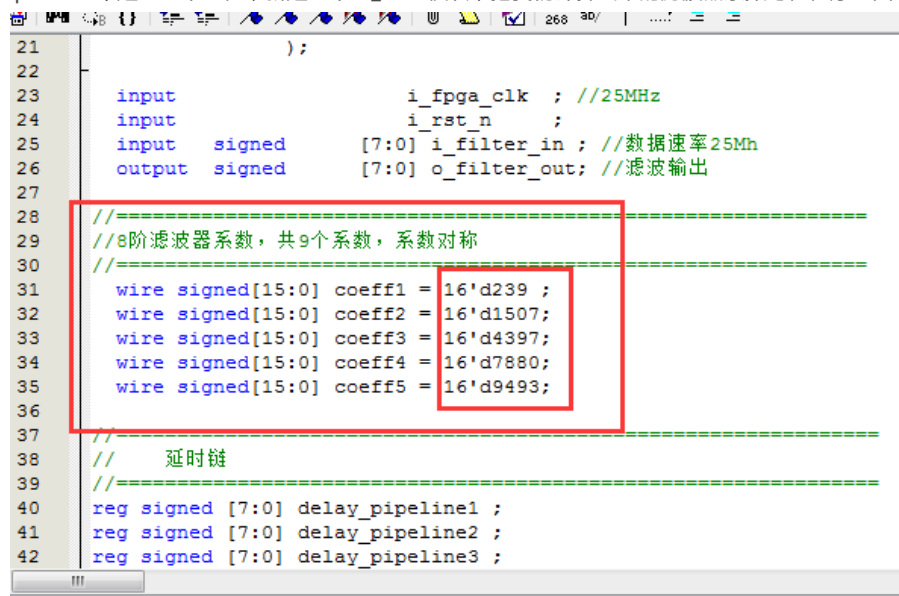 268 ab/
21 );
22
23 input i_fpga_clk ; //25MHz
24 input i_rst_n ;
25 input signed [7:0] i_filter_in ; //数据速率25Mh
26 output signed [7:0] o_filter_out; //滤波输出
27
28 //==============================================================
29 //8阶滤波器系数，共9个系数，系数对称
30 //==============================================================
31 wire signed[15:0] coeff1 = 16'd239 ;
32 wire signed[15:0] coeff2 = 16'd1507;
33 wire signed[15:0] coeff3 = 16'd4397;
34 wire signed[15:0] coeff4 = 16'd7880;
35 wire signed[15:0] coeff5 = 16'd9493;
36
37 //===============================================================
38 // 延时链
39 //===============================================================
40 reg signed [7:0] delay_pipeline1 ;
41 reg signed [7:0] delay_pipeline2 ;
42 reg signed [7:0] delay_pipeline3 ;